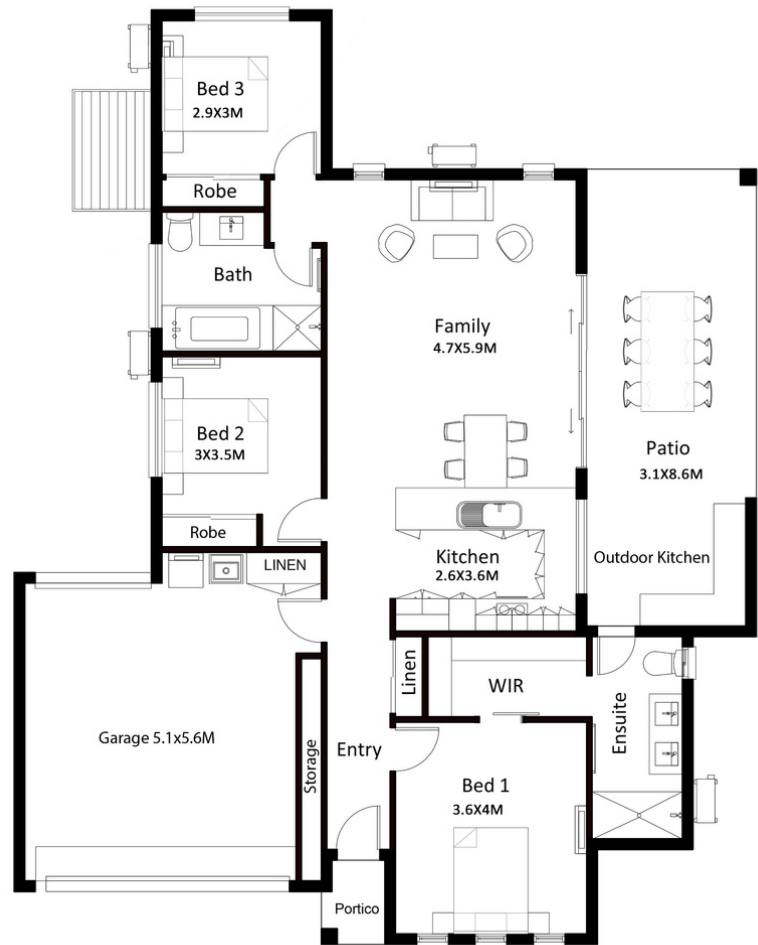 Bed 3
2.9X3M
Robe
Bath
Family
4.7X5.9M
Bed 2
3X3.5M
Patio
3.1X8.6M
Robe
Kitchen
2.6X3.6M
Outdoor Kitchen
LINEN
Linen
WIR
Ensuite
Garage 5.1x5.6M
Storage
Entry
Bed 1
3.6X4M
Portico